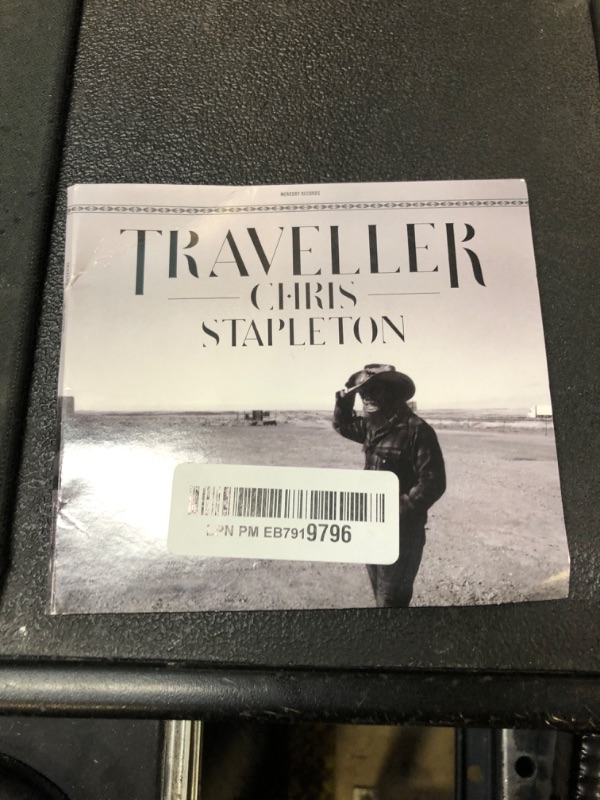 MERCURY RECORDS
TRAVELLER
CHRIS
STAPLETON
LPN PM EB7919796